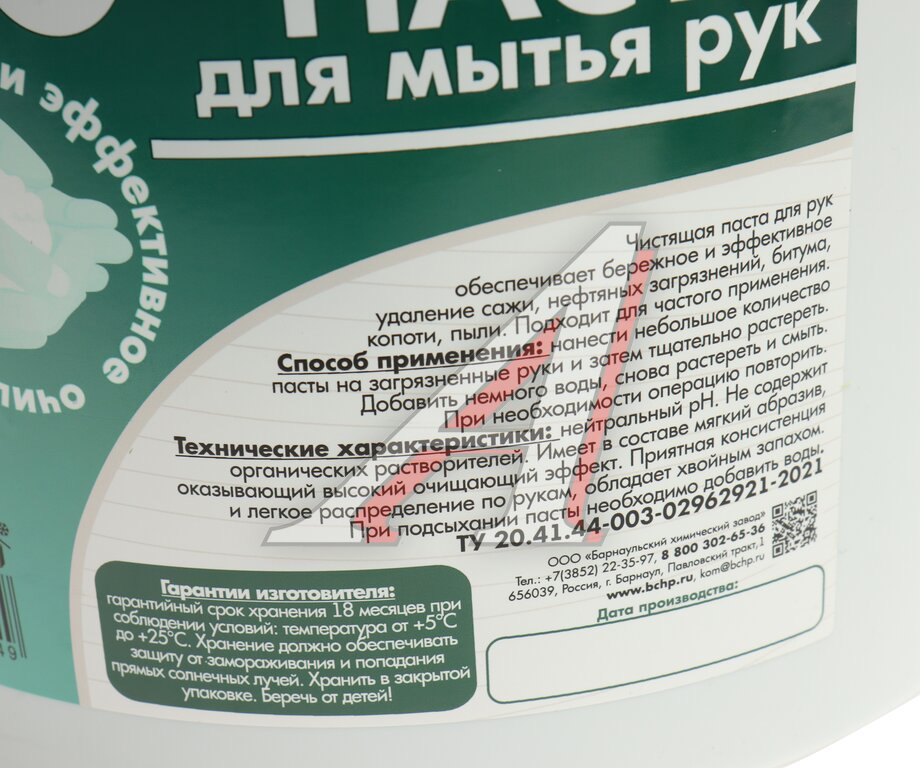 ПАС
для мытья рук
и эффективное
Чистящая паста для рук
обеспечивает бережное и эффективное
удаление сажи, нефтяных загрязнений, битума,
копоти, пыли. Подходит для частого применения.
Способ применения: нанести небольшое количество
пасты на загрязненные руки и затем тщательно растереть.
Добавить немного воды, снова растереть и смыть.
При необходимости операцию повторить.
Технические характеристики: нейтральный pH. Не содержит
органических растворителей. Имеет в составе мягкий абразив,
оказывающий высокий очищающий эффект. Приятная консистенция
и легкое распределение по рукам, обладает хвойным запахом.
При подсыхании пасты необходимо добавить воды.
ТУ 20.41.44-003-02962921-2021
ООО «Барнаульский химический завод»
Тел.: +7(3852) 22-35-97, 8 800 302-65-36
656039, Россия, г. Барнаул, Павловский тракт,1
www.bchp.ru, kom@bchp.ru
Дата производства:
Гарантии изготовителя:
гарантийный срок хранения 18 месяцев при
соблюдении условий: температура от +5°С
до +25°С. Хранение должно обеспечивать
защиту от замораживания и попадания
прямых солнечных лучей. Хранить в закрытой
упаковке. Беречь от детей!